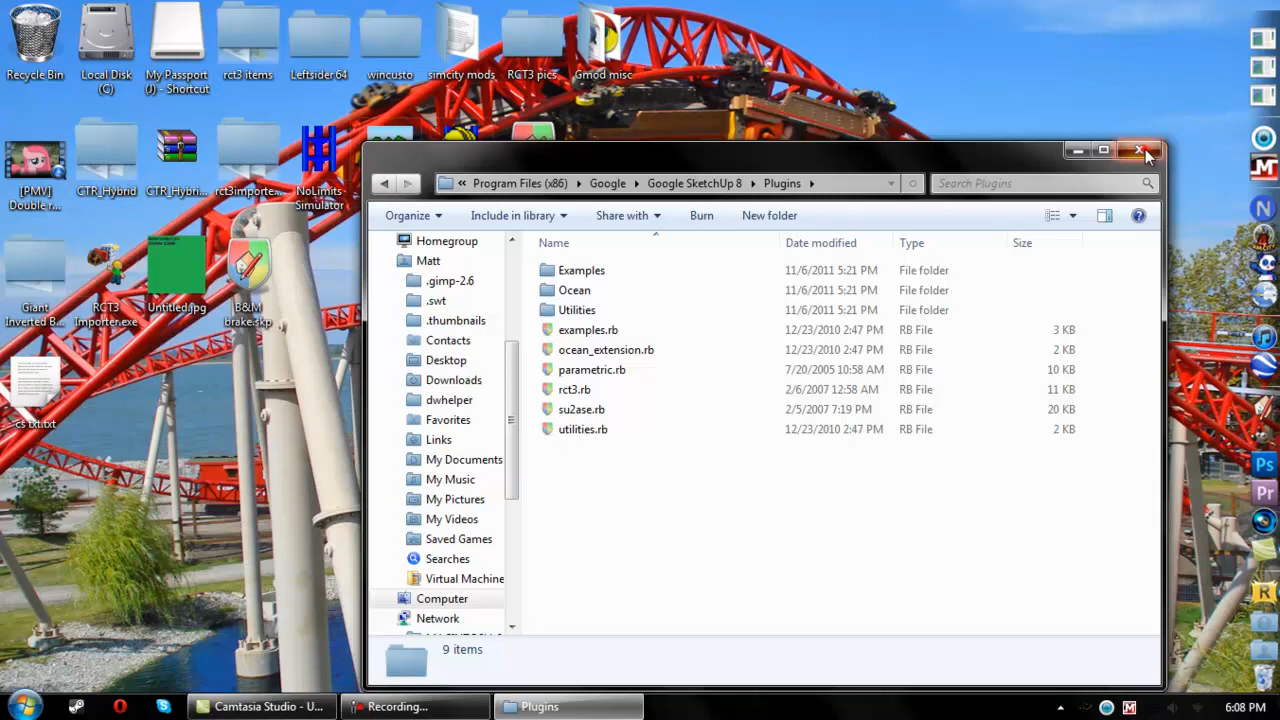 Recycle Bin
Local Disk (C)
My Passport (J) - Shortcut
rct3 items
Leftsider 64
wincusto
simcity mods
RCT3 pics
Gmod misc
[PMV] Double r...
CTR_Hybrid
CTR_Hybri...
rct3importe...
NoLimits Simulator
Giant Inverted B...
RCT3 Importer.exe
Untitled.jpg
B&M brake.skp
cs txt.txt
« Program Files (x86) Google Google SketchUp 8 Plugins
Search Plugins
Organize Include in library Share with Burn New folder
Homegroup
Matt
.gimp-2.6
.swt
.thumbnails
Contacts
Desktop
Downloads
dwhelper
Favorites
Links
My Documents
My Music
My Pictures
My Videos
Saved Games
Searches
Virtual Machine
Computer
Network
Name Date modified Type Size
Examples 11/6/2011 5:21 PM File folder
Ocean 11/6/2011 5:21 PM File folder
Utilities 11/6/2011 5:21 PM File folder
examples.rb 12/23/2010 2:47 PM RB File 3 KB
ocean_extension.rb 12/23/2010 2:47 PM RB File 2 KB
parametric.rb 7/20/2005 10:58 AM RB File 10 KB
rct3.rb 2/6/2007 12:58 AM RB File 11 KB
su2ase.rb 2/5/2007 7:19 PM RB File 20 KB
utilities.rb 12/23/2010 2:47 PM RB File 2 KB
9 items
Ps
Pr
Camtasia Studio - U...
Recording...
Plugins
6:08 PM